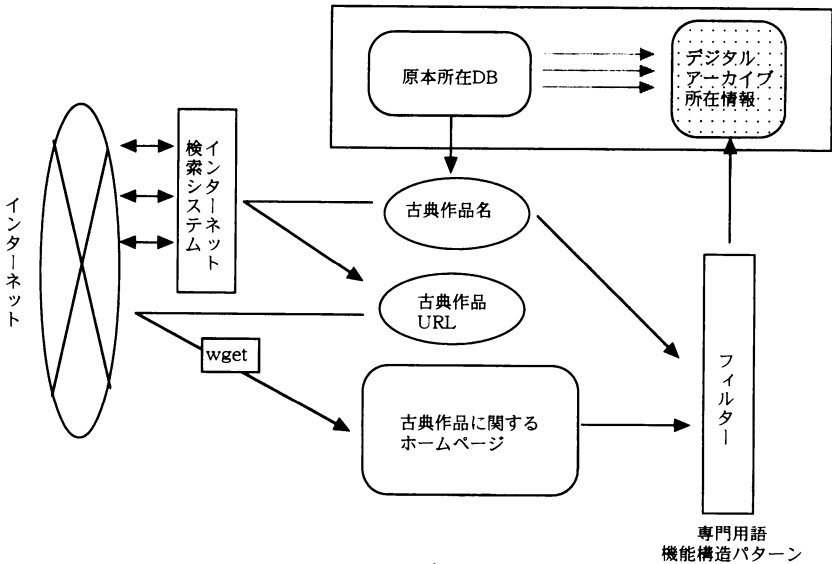 原本所在DB
デジタル
アーカイブ
所在情報
インターネット
インターネット
検索システム
古典作品名
古典作品
URL
wget
古典作品に関する
ホームページ
フィルター
専門用語
機能構造パターン